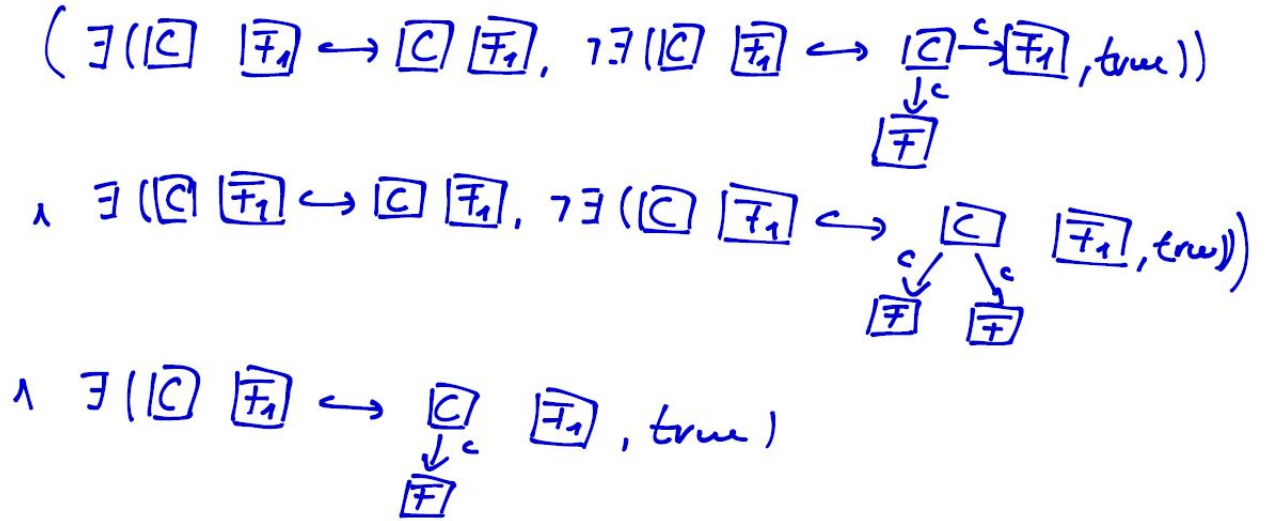 ( ∃( C F₁ ↪ C F₁, ¬∃( C F₁ ↪ C –c→ F₁, true))
↓c
F
∧ ∃( C F₁ ↪ C F₁, ¬∃( C F₁ ↪ C F₁, true)))
c c
F F
∧ ∃( C F₁ ↪ C F₁, true)
↓c
F